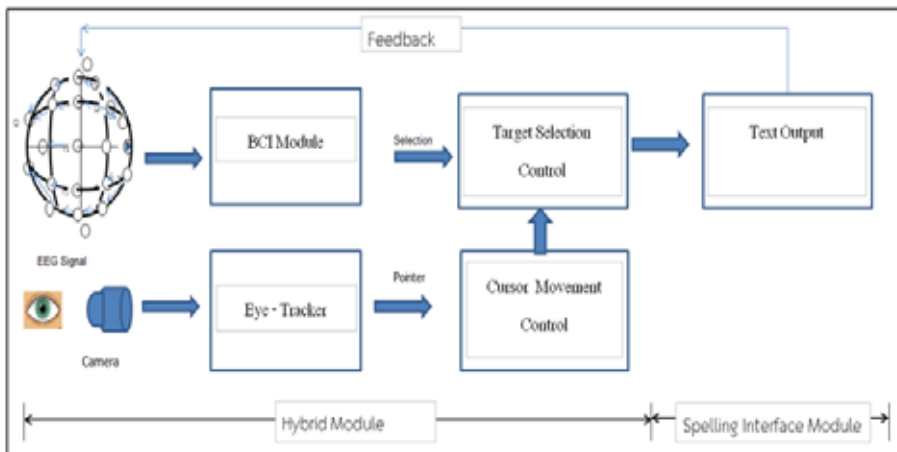 Feedback
BCI Module
Selection
Target Selection
Control
Text Output
EEG Signal
Eye - Tracker
Pointer
Cursor Movement
Control
Camera
Hybrid Module
Spelling Interface Module